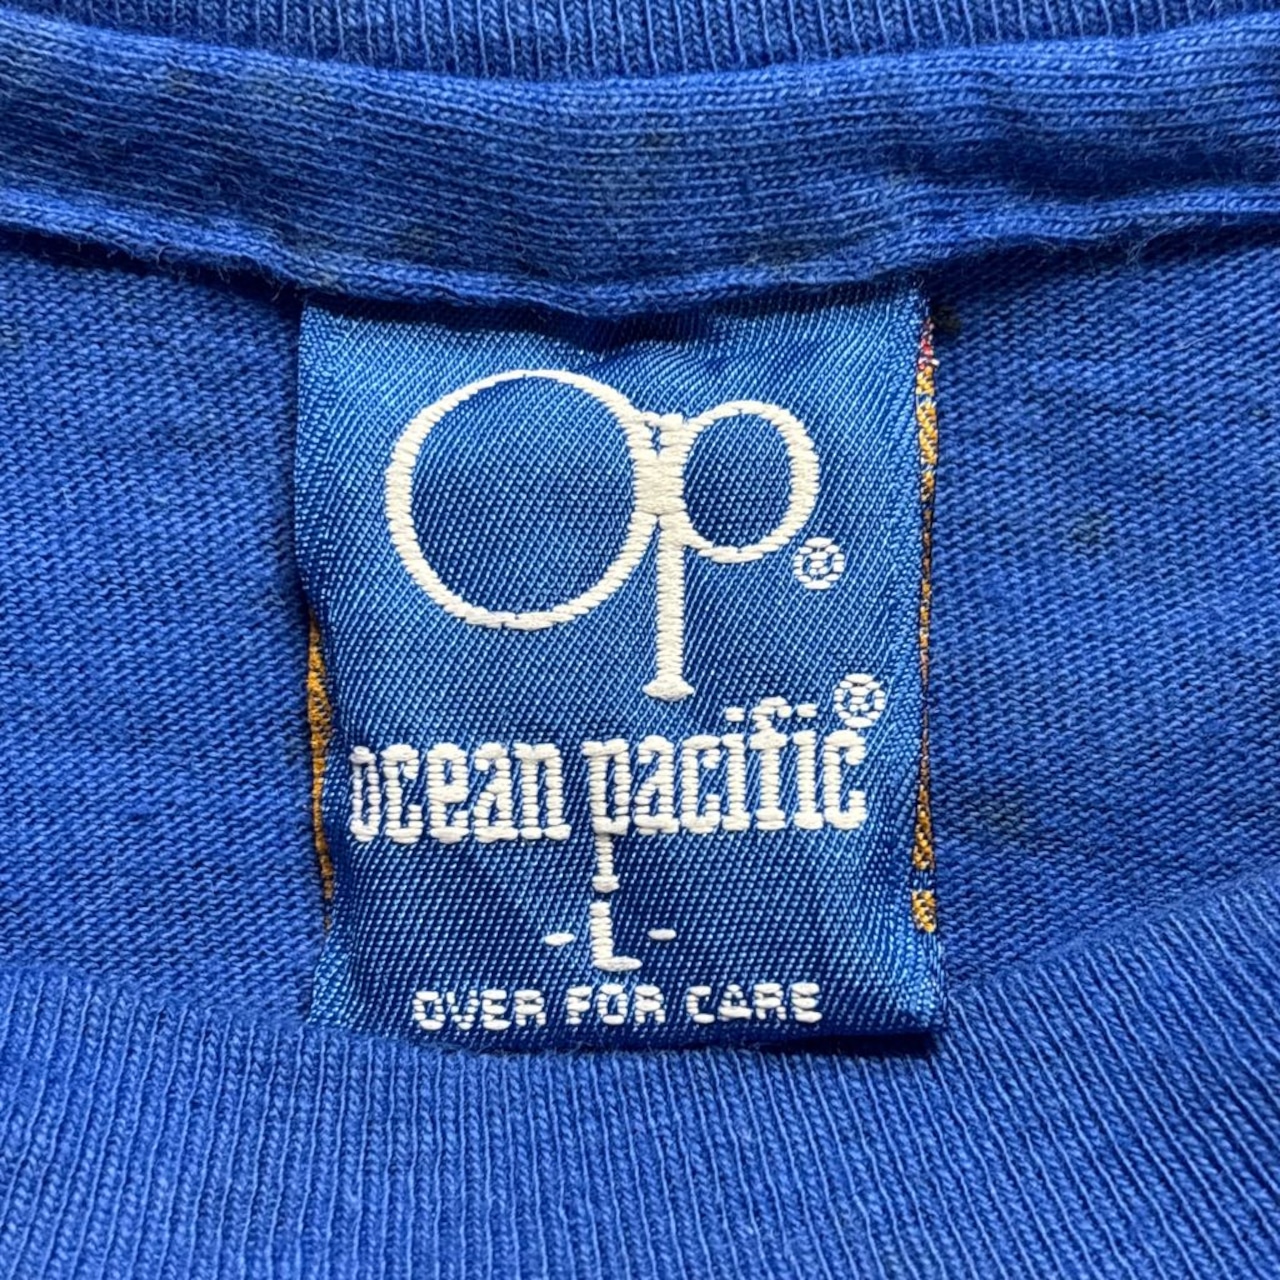 Op®
ocean pacific®
-L-
OVER FOR CARE